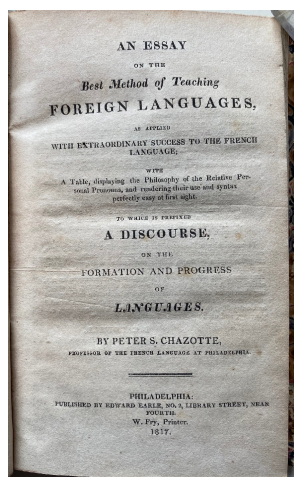 AN ESSAY
ON THE
Best Method of Teaching
FOREIGN LANGUAGES,
AS APPLIED
WITH EXTRAORDINARY SUCCESS TO THE FRENCH
LANGUAGE;
WITH
A Table, displaying the Philosophy of the Relative Per-
sonal Pronouns, and rendering their use and syntax
perfectly easy at first sight.
TO WHICH IS PREFIXED
A DISCOURSE,
ON THE
FORMATION AND PROGRESS
OF
LANGUAGES.
BY PETER S. CHAZOTTE,
PROFESSOR OF THE FRENCH LANGUAGE AT PHILADELPHIA.
PHILADELPHIA:
PUBLISHED BY EDWARD EARLE, NO. 2, LIBRARY STREET, NEAR
FOURTH.
W. Fry, Printer.
1817.